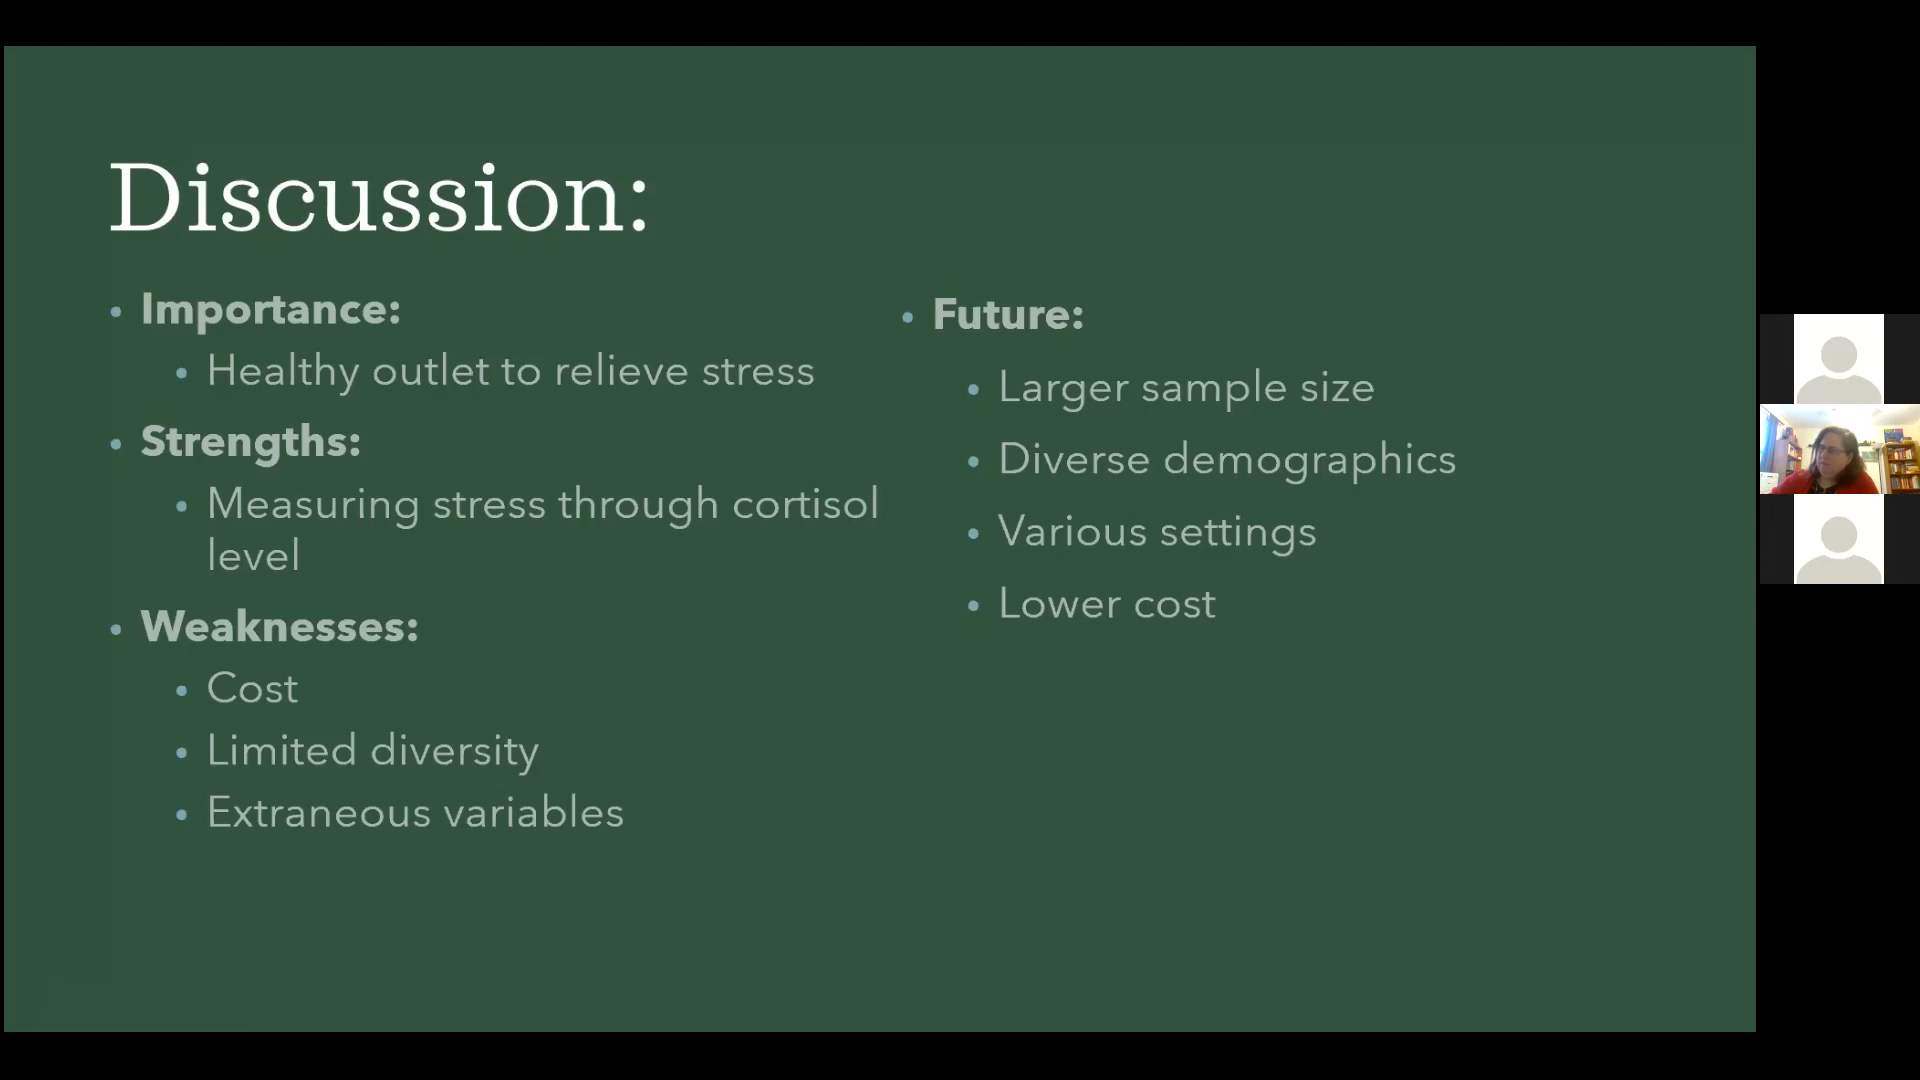 Discussion:
• Importance:
• Healthy outlet to relieve stress
• Strengths:
• Measuring stress through cortisol
level
• Weaknesses:
• Cost
• Limited diversity
• Extraneous variables
• Future:
• Larger sample size
• Diverse demographics
• Various settings
• Lower cost